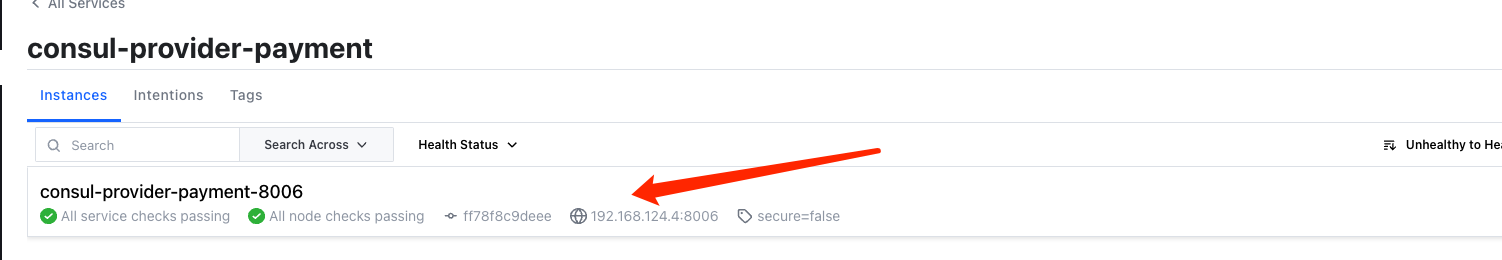 All Services
consul-provider-payment
Instances Intentions Tags
Search Search Across Health Status Unhealthy to
consul-provider-payment-8006
All service checks passing All node checks passing ff78f8c9deee 192.168.124.4:8006 secure=false